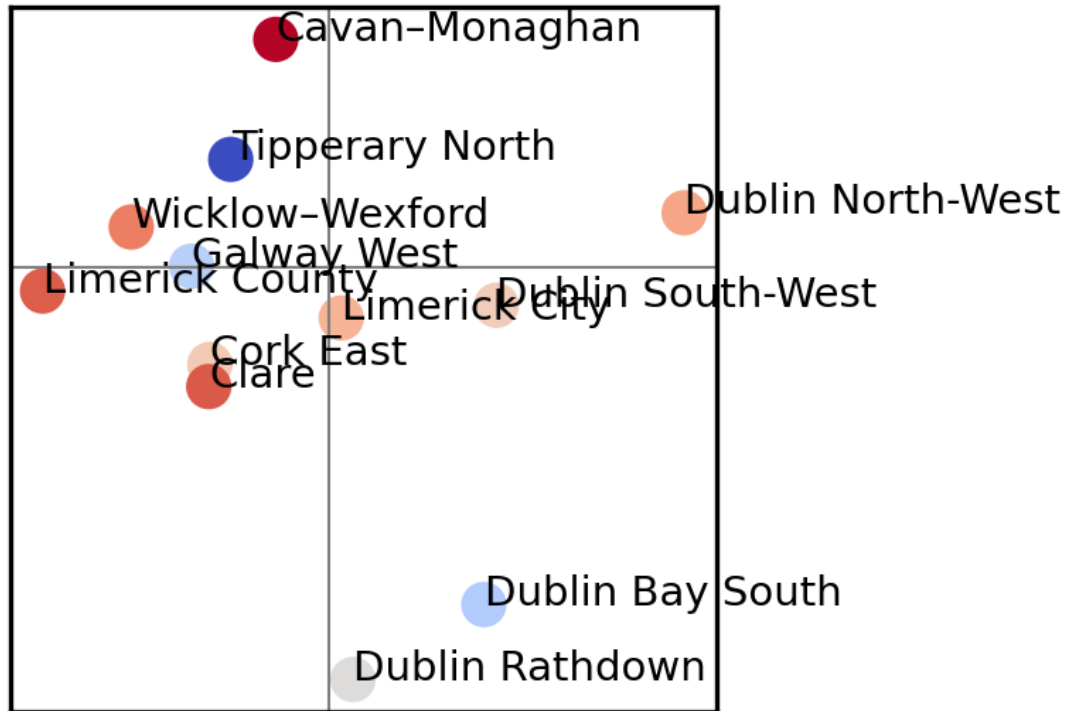 Cavan–Monaghan
Tipperary North
Dublin North-West
Wicklow–Wexford
Galway West
Limerick County
Dublin South-West
Limerick City
Cork East
Clare
Dublin Bay South
Dublin Rathdown